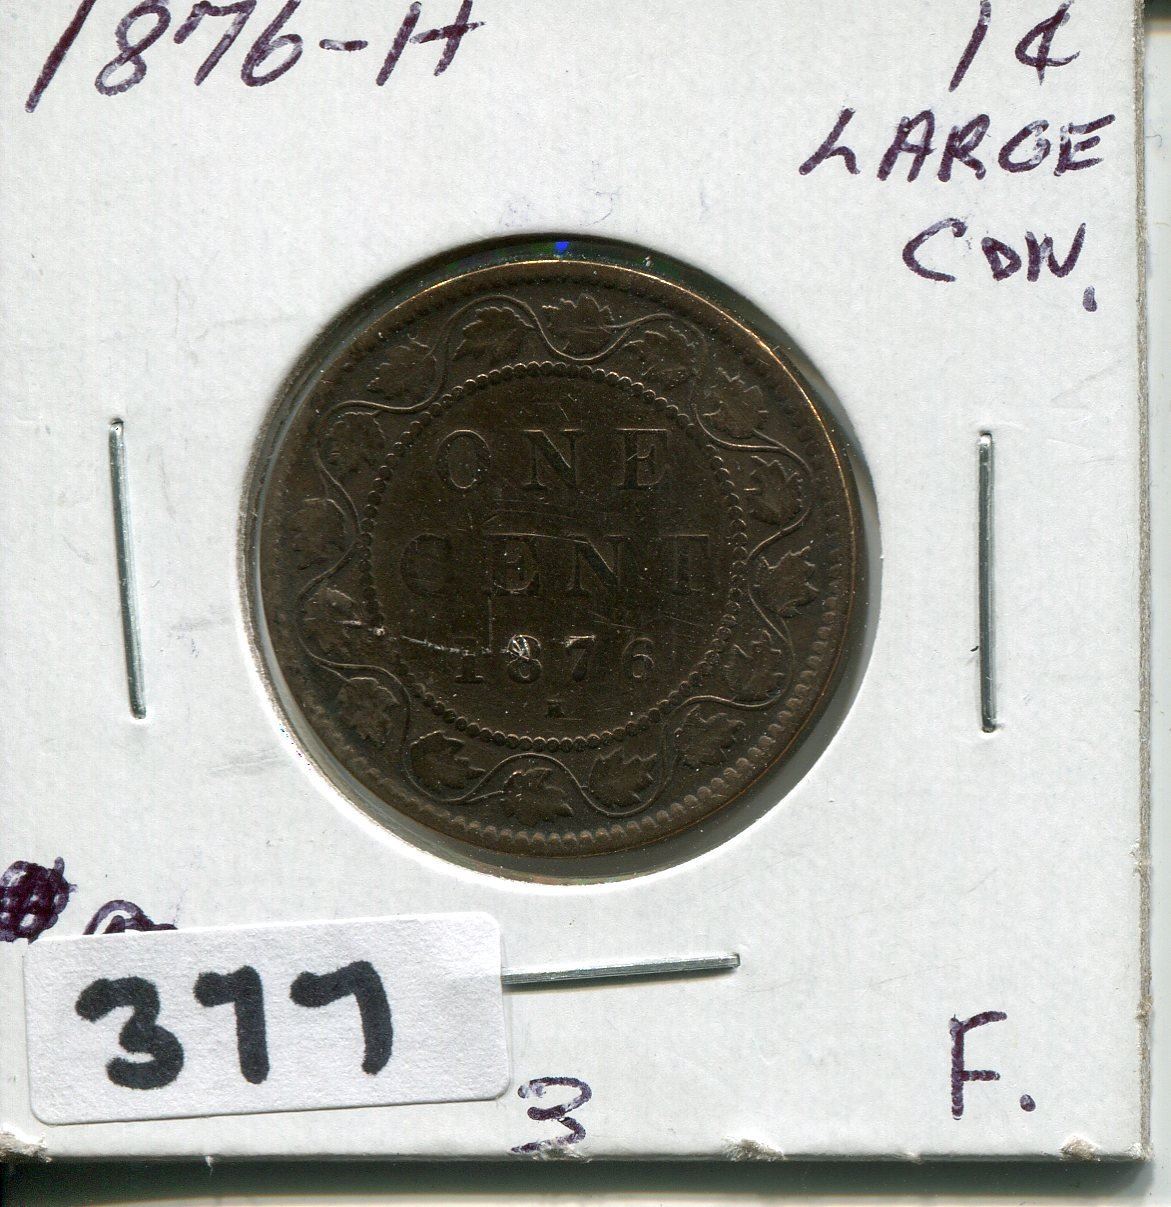 1876-H
1¢
LARGE
CDN.
ONE
CENT
1876
H
377
3
F.